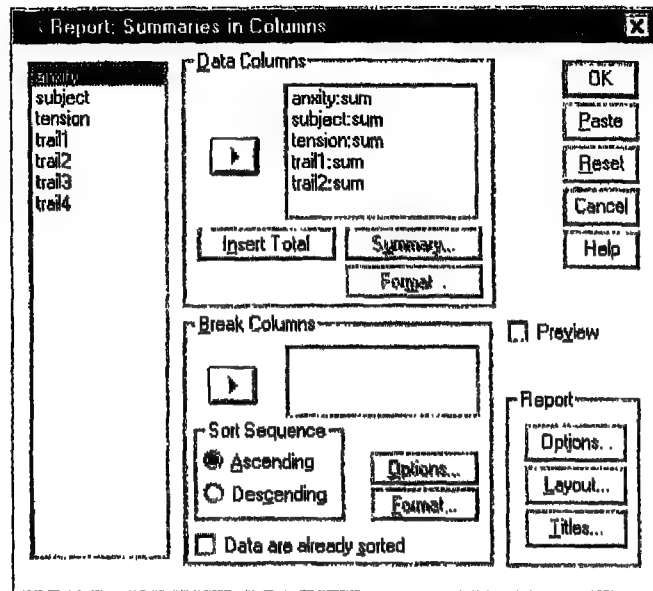 Report: Summaries in Columns
anxity
subject
tension
trail1
trail2
trail3
trail4
Data Columns
anxity:sum
subject:sum
tension:sum
trail1:sum
trail2:sum
Insert Total
Summary...
Format .
Break Columns
Sort Sequence
Ascending
Descending
Options...
Format...
Data are already sorted
OK
Paste
Reset
Cancel
Help
Preview
Report
Options. .
Layout...
Titles...